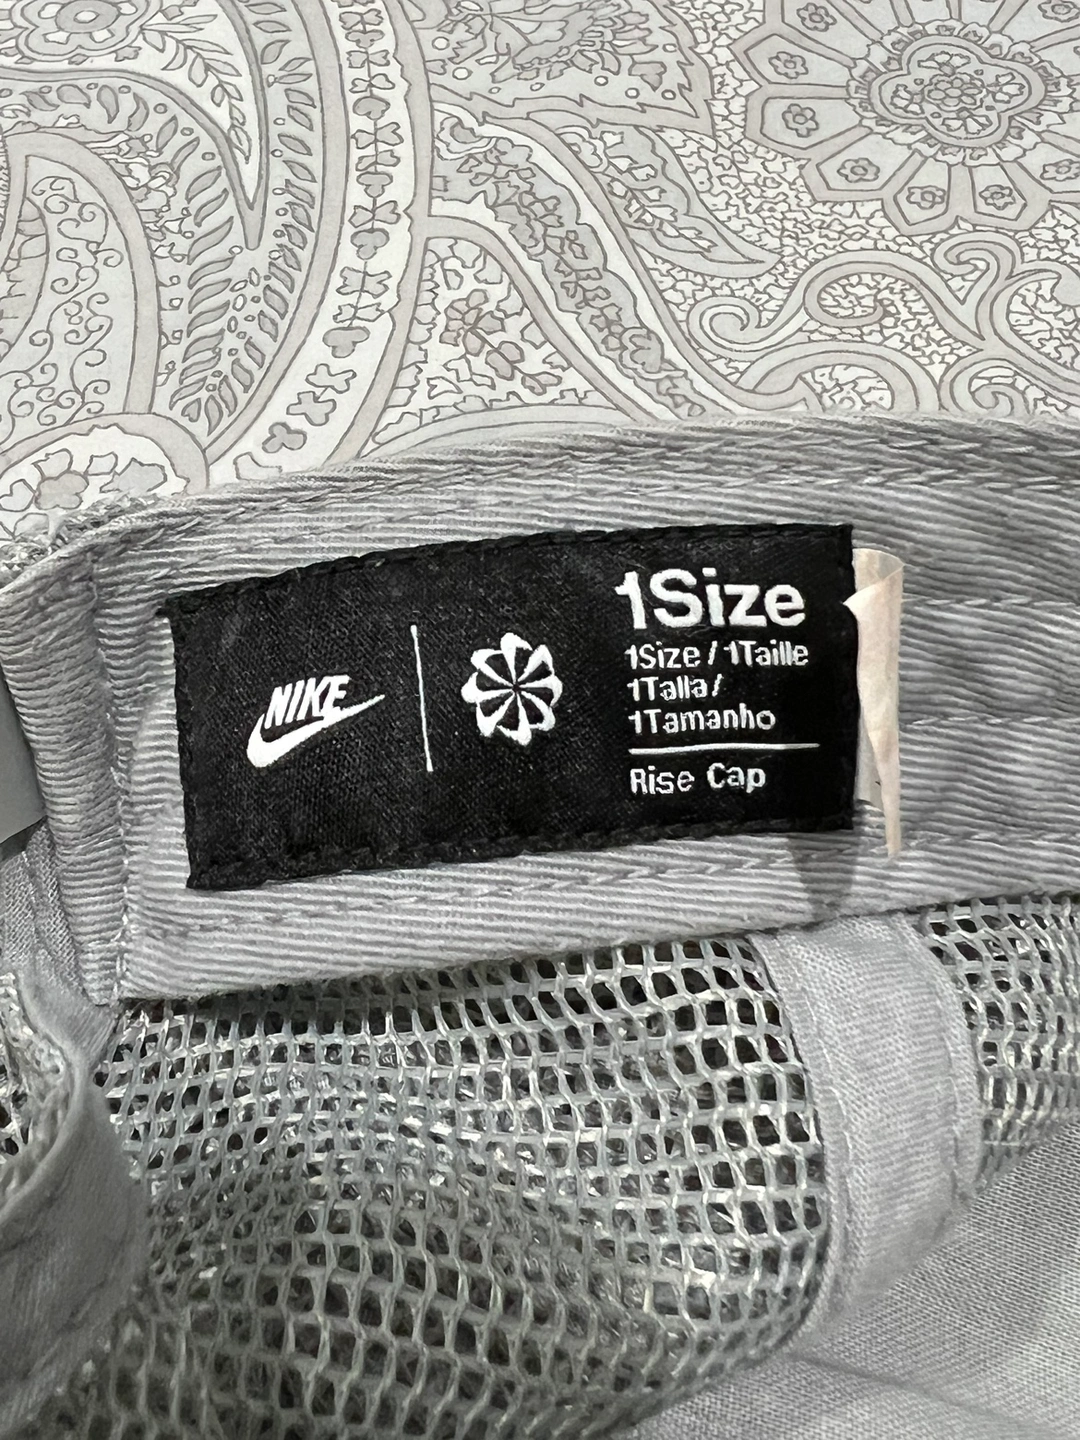 NIKE
1Size
1Size / 1Taille
1Talla /
1Tamanho
Rise Cap